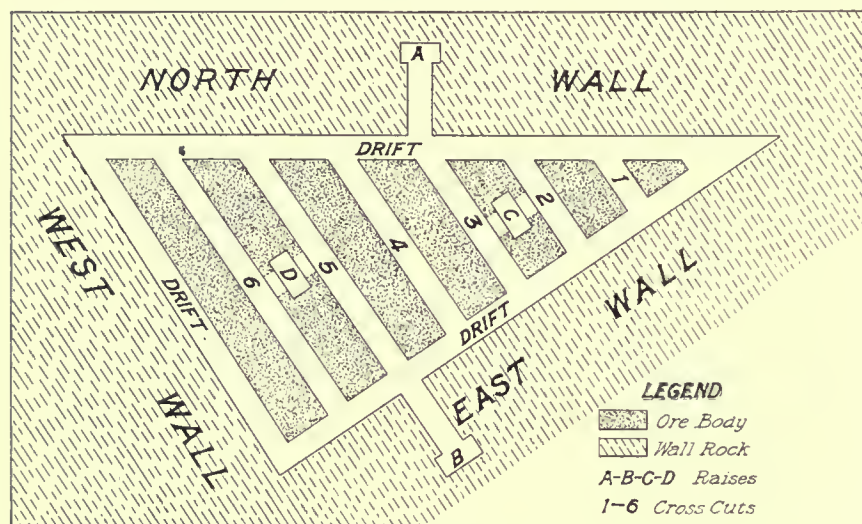 A
NORTH WALL
DRIFT
1
2
C
3
4
5
D
6
WEST WALL
DRIFT
DRIFT
EAST WALL
B
LEGEND
Ore Body
Wall Rock
A-B-C-D Raises
1-6 Cross Cuts